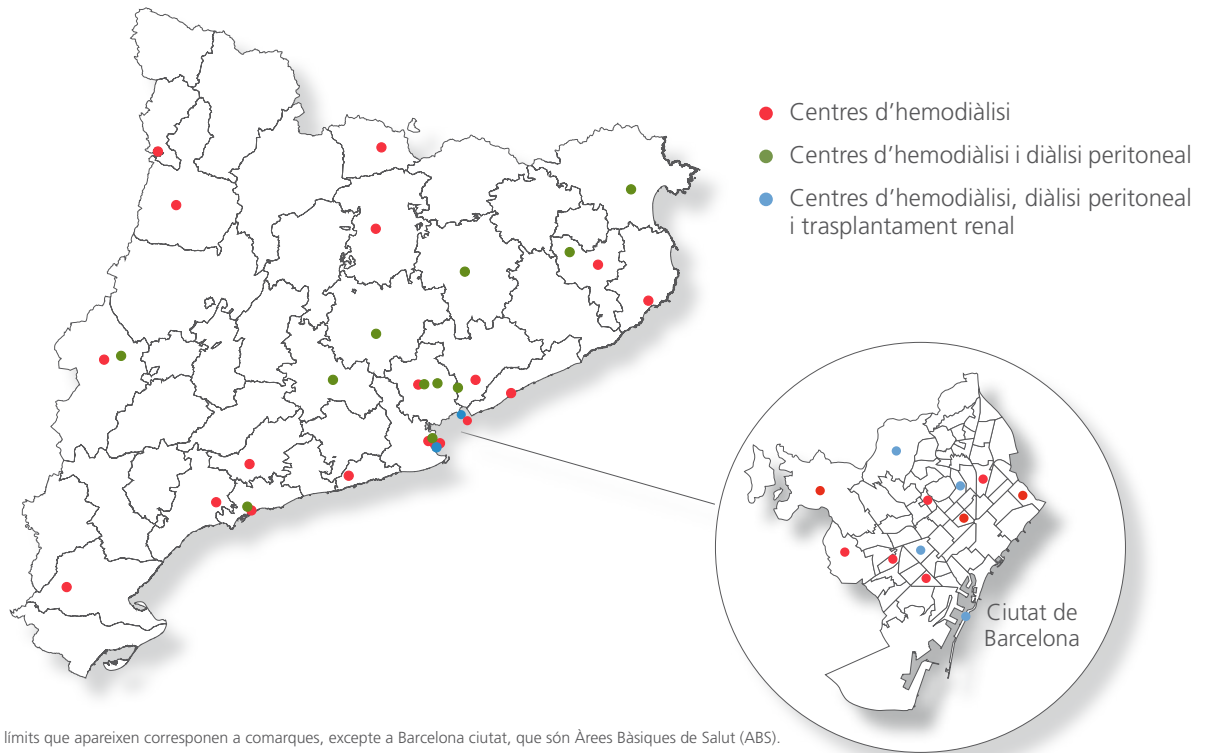 Centres d'hemodiàlisi
Centres d'hemodiàlisi i diàlisi peritoneal
Centres d'hemodiàlisi, diàlisi peritoneal
i trasplantament renal
Ciutat de
Barcelona
límits que apareixen corresponen a comarques, excepte a Barcelona ciutat, que són Àrees Bàsiques de Salut (ABS).